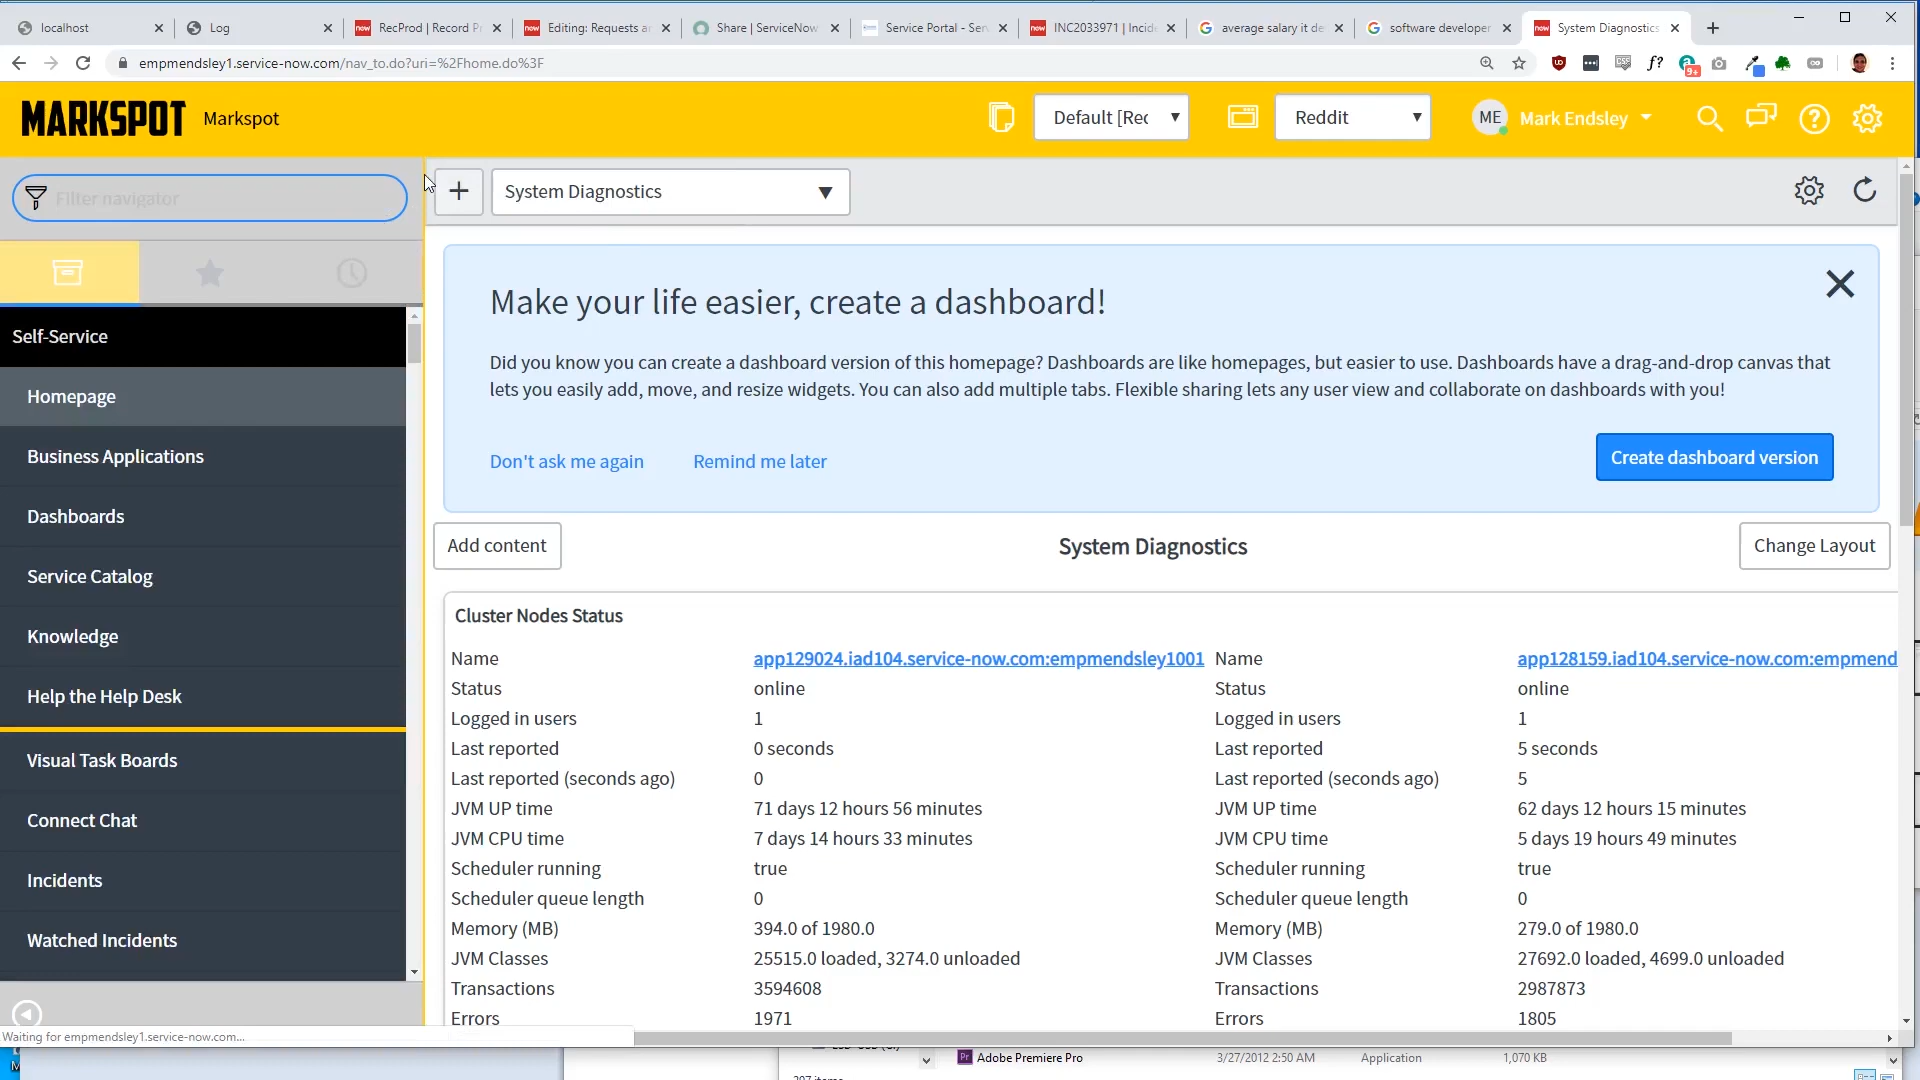 localhost
Log
RecProd | Record Pr
Editing: Requests ar
Share | ServiceNow
Service Portal - Serv
INC2033971 | Incide
average salary it de
software developer
System Diagnostics
empmendsley1.service-now.com/nav_to.do?uri=%2Fhome.do%3F
9+
MARKSPOT
Markspot
Default [Rec
Reddit
ME
Mark Endsley
Filter navigator
System Diagnostics
Self-Service
Homepage
Business Applications
Dashboards
Service Catalog
Knowledge
Help the Help Desk
Visual Task Boards
Connect Chat
Incidents
Watched Incidents
Make your life easier, create a dashboard!
Did you know you can create a dashboard version of this homepage? Dashboards are like homepages, but easier to use. Dashboards have a drag-and-drop canvas that
lets you easily add, move, and resize widgets. You can also add multiple tabs. Flexible sharing lets any user view and collaborate on dashboards with you!
Don't ask me again
Remind me later
Create dashboard version
Add content
System Diagnostics
Change Layout
Cluster Nodes Status
Name app129024.iad104.service-now.com:empmendsley1001 Name app128159.iad104.service-now.com:empmend
Status online Status online
Logged in users 1 Logged in users 1
Last reported 0 seconds Last reported 5 seconds
Last reported (seconds ago) 0 Last reported (seconds ago) 5
JVM UP time 71 days 12 hours 56 minutes JVM UP time 62 days 12 hours 15 minutes
JVM CPU time 7 days 14 hours 33 minutes JVM CPU time 5 days 19 hours 49 minutes
Scheduler running true Scheduler running true
Scheduler queue length 0 Scheduler queue length 0
Memory (MB) 394.0 of 1980.0 Memory (MB) 279.0 of 1980.0
JVM Classes 25515.0 loaded, 3274.0 unloaded JVM Classes 27692.0 loaded, 4699.0 unloaded
Transactions 3594608 Transactions 2987873
Errors 1971 Errors 1805
Waiting for empmendsley1.service-now.com...
Adobe Premiere Pro 3/27/2012 2:50 AM Application 1,070 KB